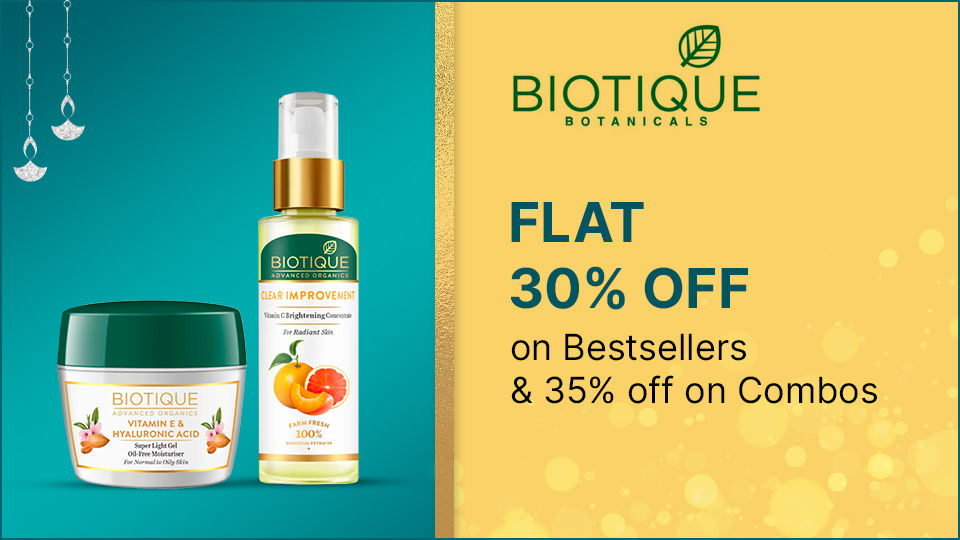 BIOTIQUE
BOTANICALS
FLAT
30% OFF
on Bestsellers
& 35% off on Combos
BIOTIQUE
ADVANCED ORGANICS
CLEAR IMPROVEMENT
Vitamin C Brightening Concentrate
For Radiant Skin
FARM FRESH
100%
BOTANICAL EXTRACTS
BIOTIQUE
ADVANCED ORGANICS
VITAMIN E &
HYALURONIC ACID
Super Light Gel
Oil-Free Moisturiser
For Normal to Oily Skin